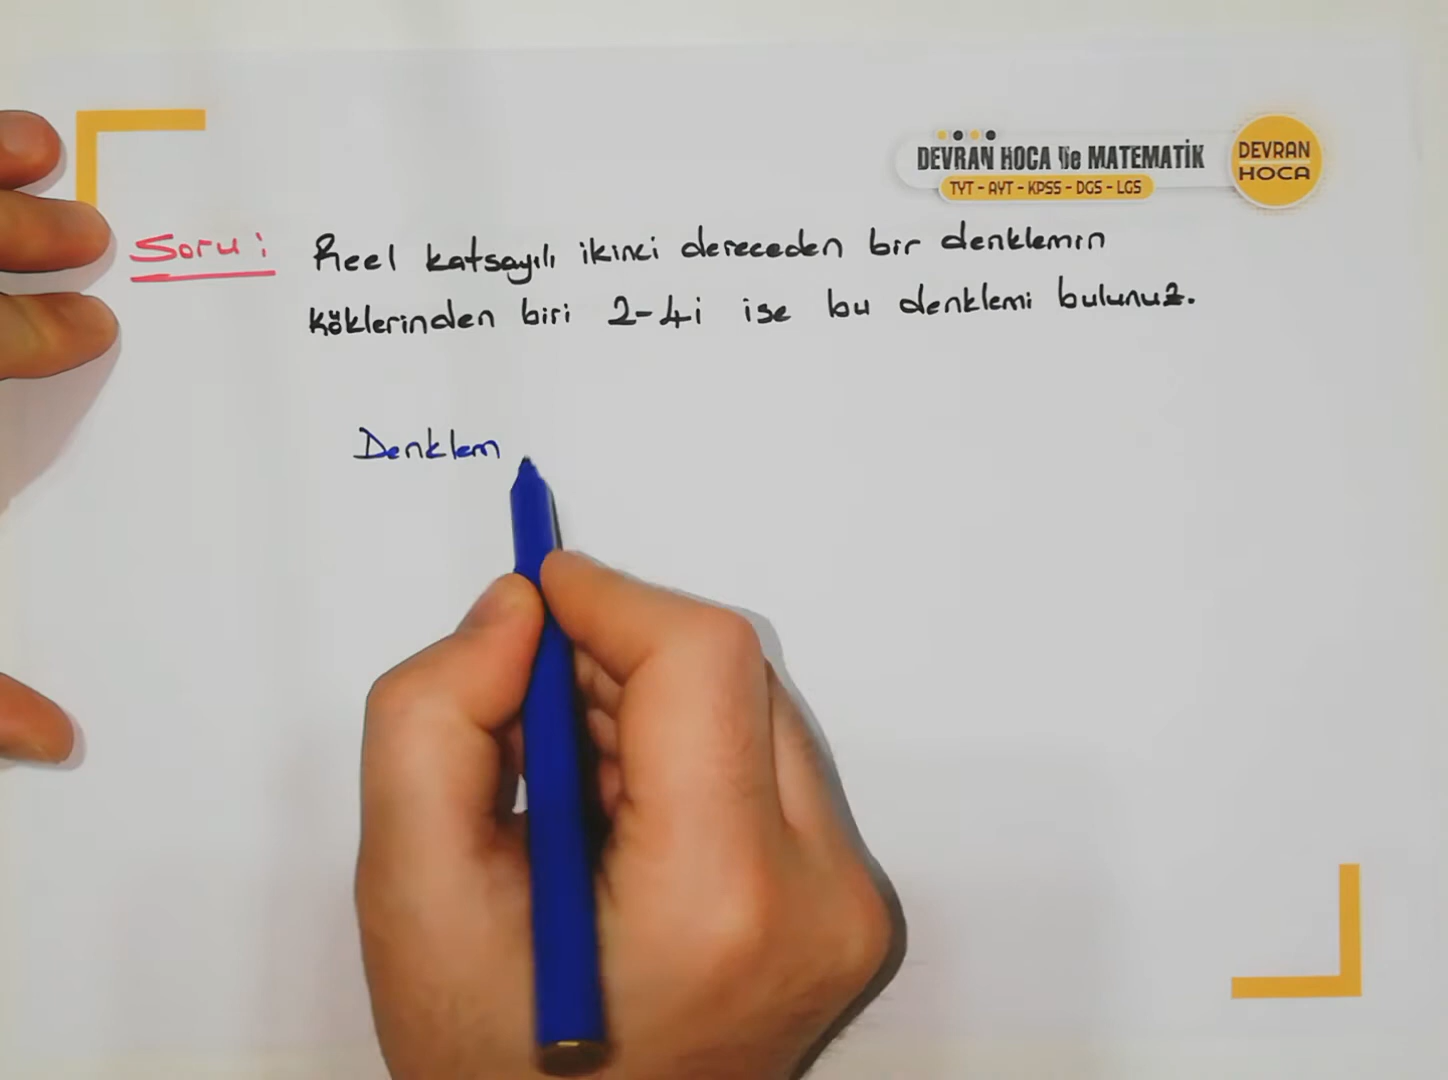 DEVRAN HOCA ile MATEMATİK
TYT - AYT - KPSS - DGS - LGS
DEVRAN
HOCA
Soru: Reel katsayılı ikinci dereceden bir denklemin
köklerinden biri 2-4i ise bu denklemi bulunuz.
Denklem